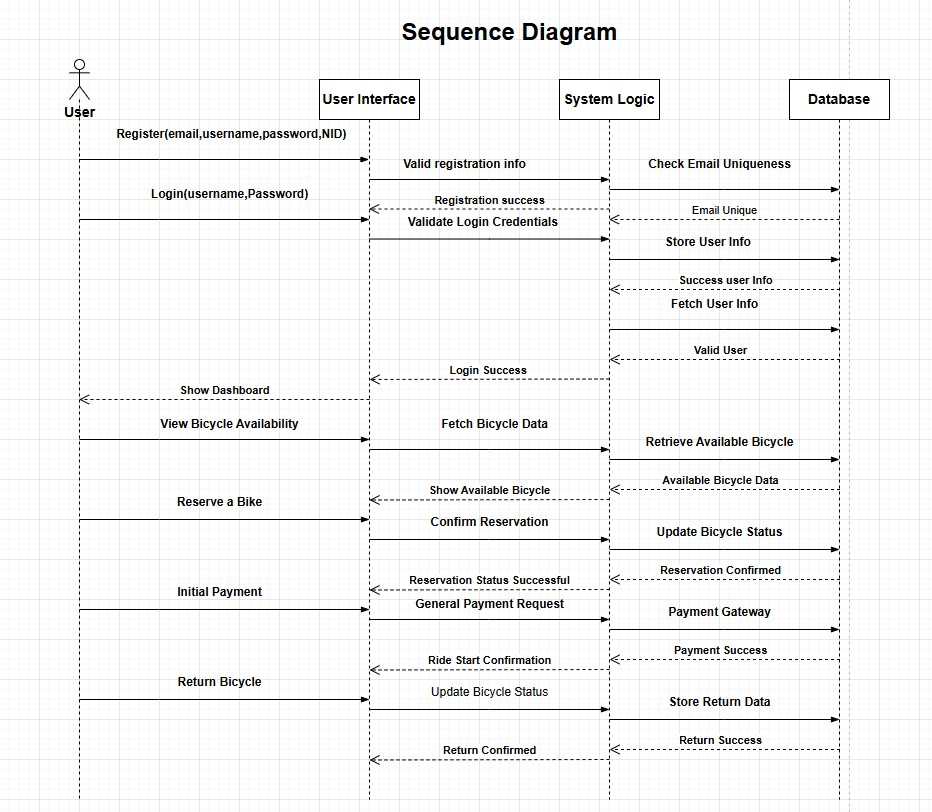 Sequence Diagram
User
User Interface
System Logic
Database
Register(email,username,password,NID)
Valid registration info
Check Email Uniqueness
Login(username,Password)
Registration success
Email Unique
Validate Login Credentials
Store User Info
Success user Info
Fetch User Info
Valid User
Login Success
Show Dashboard
View Bicycle Availability
Fetch Bicycle Data
Retrieve Available Bicycle
Available Bicycle Data
Show Available Bicycle
Reserve a Bike
Confirm Reservation
Update Bicycle Status
Reservation Confirmed
Reservation Status Successful
Initial Payment
General Payment Request
Payment Gateway
Payment Success
Ride Start Confirmation
Return Bicycle
Update Bicycle Status
Store Return Data
Return Success
Return Confirmed